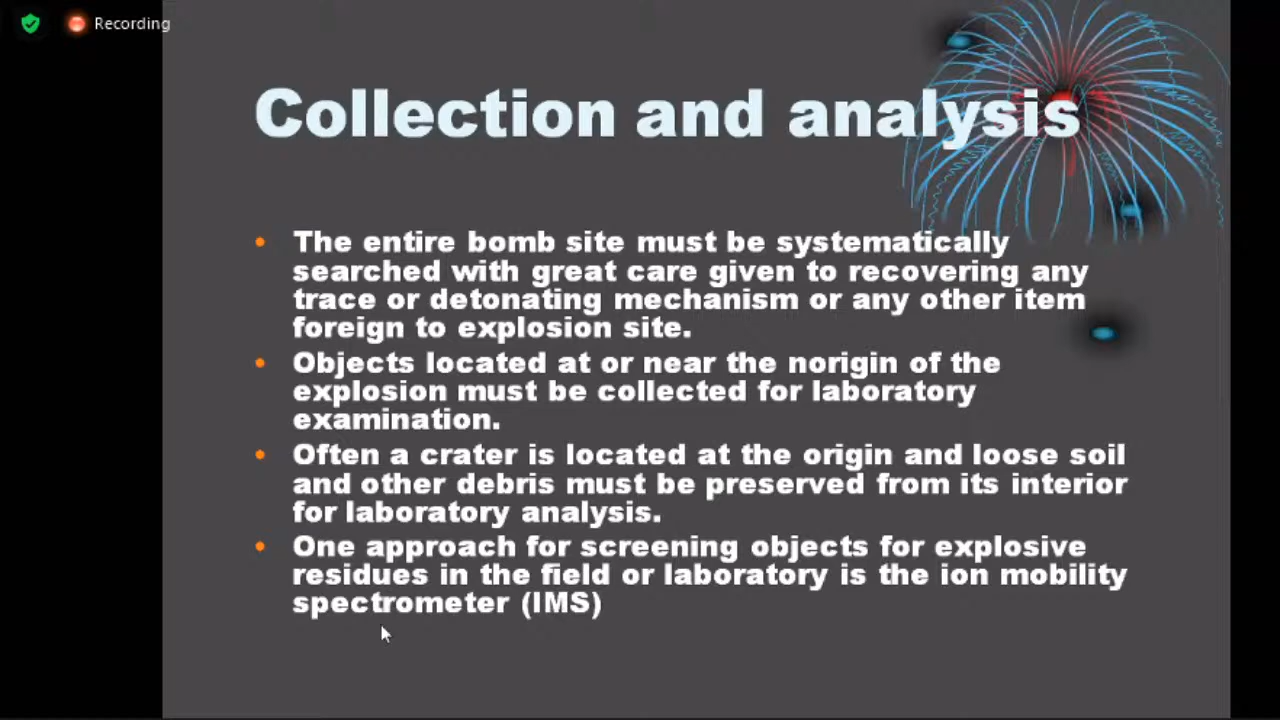 Recording
Collection and analysis
• The entire bomb site must be systematically
searched with great care given to recovering any
trace or detonating mechanism or any other item
foreign to explosion site.
• Objects located at or near the norigin of the
explosion must be collected for laboratory
examination.
• Often a crater is located at the origin and loose soil
and other debris must be preserved from its interior
for laboratory analysis.
• One approach for screening objects for explosive
residues in the field or laboratory is the ion mobility
spectrometer (IMS)